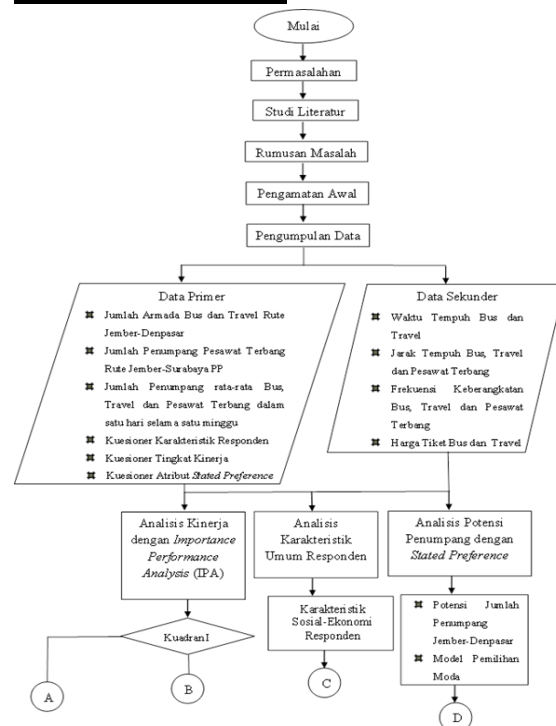 Mulai
Permasalahan
Studi Literatur
Rumusan Masalah
Pengamatan Awal
Pengumpulan Data
Data Primer
Jumlah Armada Bus dan Travel Rute
Jember-Denpasar
Jumlah Penumpang Pesawat Terbang
Rute Jember-Surabaya PP
Jumlah Penumpang rata-rata Bus,
Travel dan Pesawat Terbang dalam
satu hari selama satu minggu
Kuesioner Karakteristik Responden
Kuesioner Tingkat Kinerja
Kuesioner Atribut Stated Preference
Data Sekunder
Waktu Tempuh Bus dan
Travel
Jarak Tempuh Bus, Travel
dan Pesawat Terbang
Frekuensi Keberangkatan
Bus, Travel dan Pesawat
Terbang
Harga Tiket Bus dan Travel
Analisis Kinerja
dengan Importance
Performance
Analysis (IPA)
Analisis
Karakteristik
Umum Responden
Analisis Potensi
Penumpang dengan
Stated Preference
Kuadran I
Karakteristik
Sosial-Ekonomi
Responden
Potensi Jumlah
Penumpang
Jember-Denpasar
Model Pemilihan
Moda
A
B
C
D